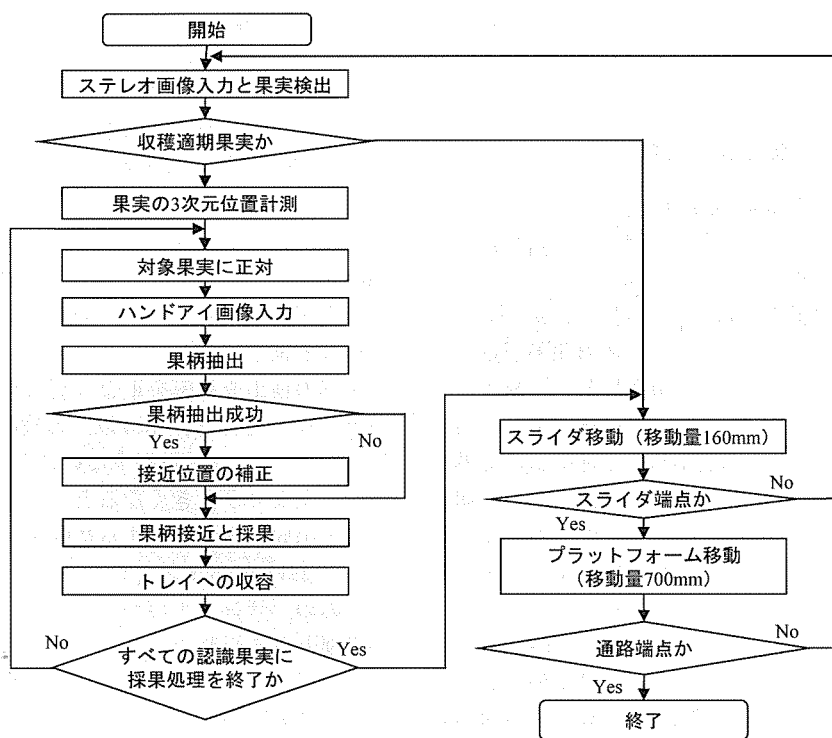 開始
ステレオ画像入力と果実検出
収穫適期果実か
果実の3次元位置計測
対象果実に正対
ハンドアイ画像入力
果柄抽出
果柄抽出成功
Yes
No
接近位置の補正
果柄接近と採果
トレイへの収容
No
すべての認識果実に
採果処理を終了か
Yes
スライダ移動（移動量160mm）
スライダ端点か
No
Yes
プラットフォーム移動
（移動量700mm）
通路端点か
No
Yes
終了